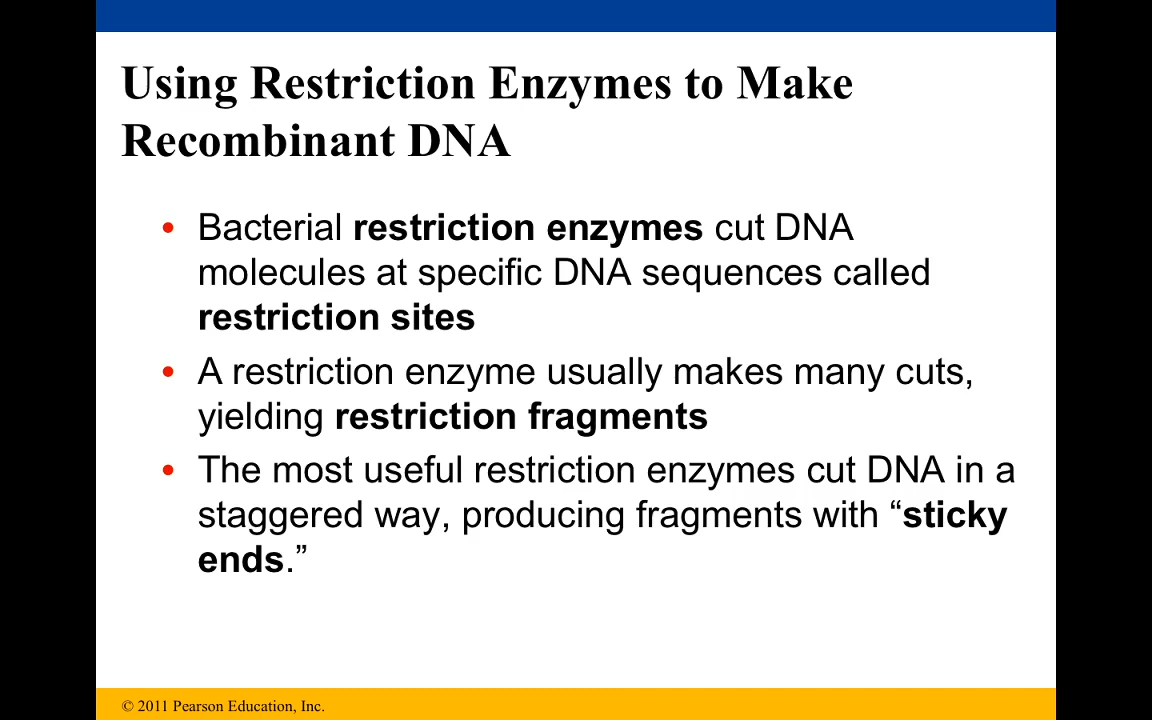 Using Restriction Enzymes to Make
Recombinant DNA
• Bacterial restriction enzymes cut DNA
molecules at specific DNA sequences called
restriction sites
• A restriction enzyme usually makes many cuts,
yielding restriction fragments
• The most useful restriction enzymes cut DNA in a
staggered way, producing fragments with “sticky
ends.”
© 2011 Pearson Education, Inc.